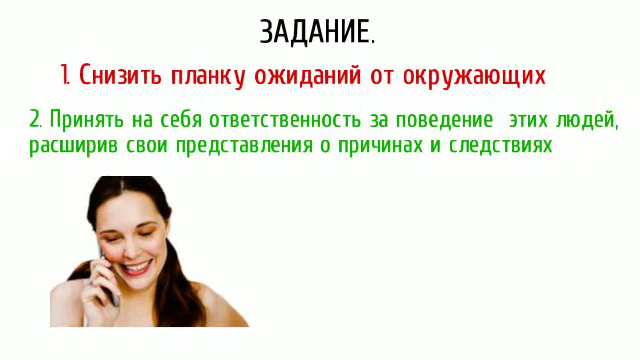 ЗАДАНИЕ.
1. Снизить планку ожиданий от окружающих
2. Принять на себя ответственность за поведение этих людей,
расширив свои представления о причинах и следствиях